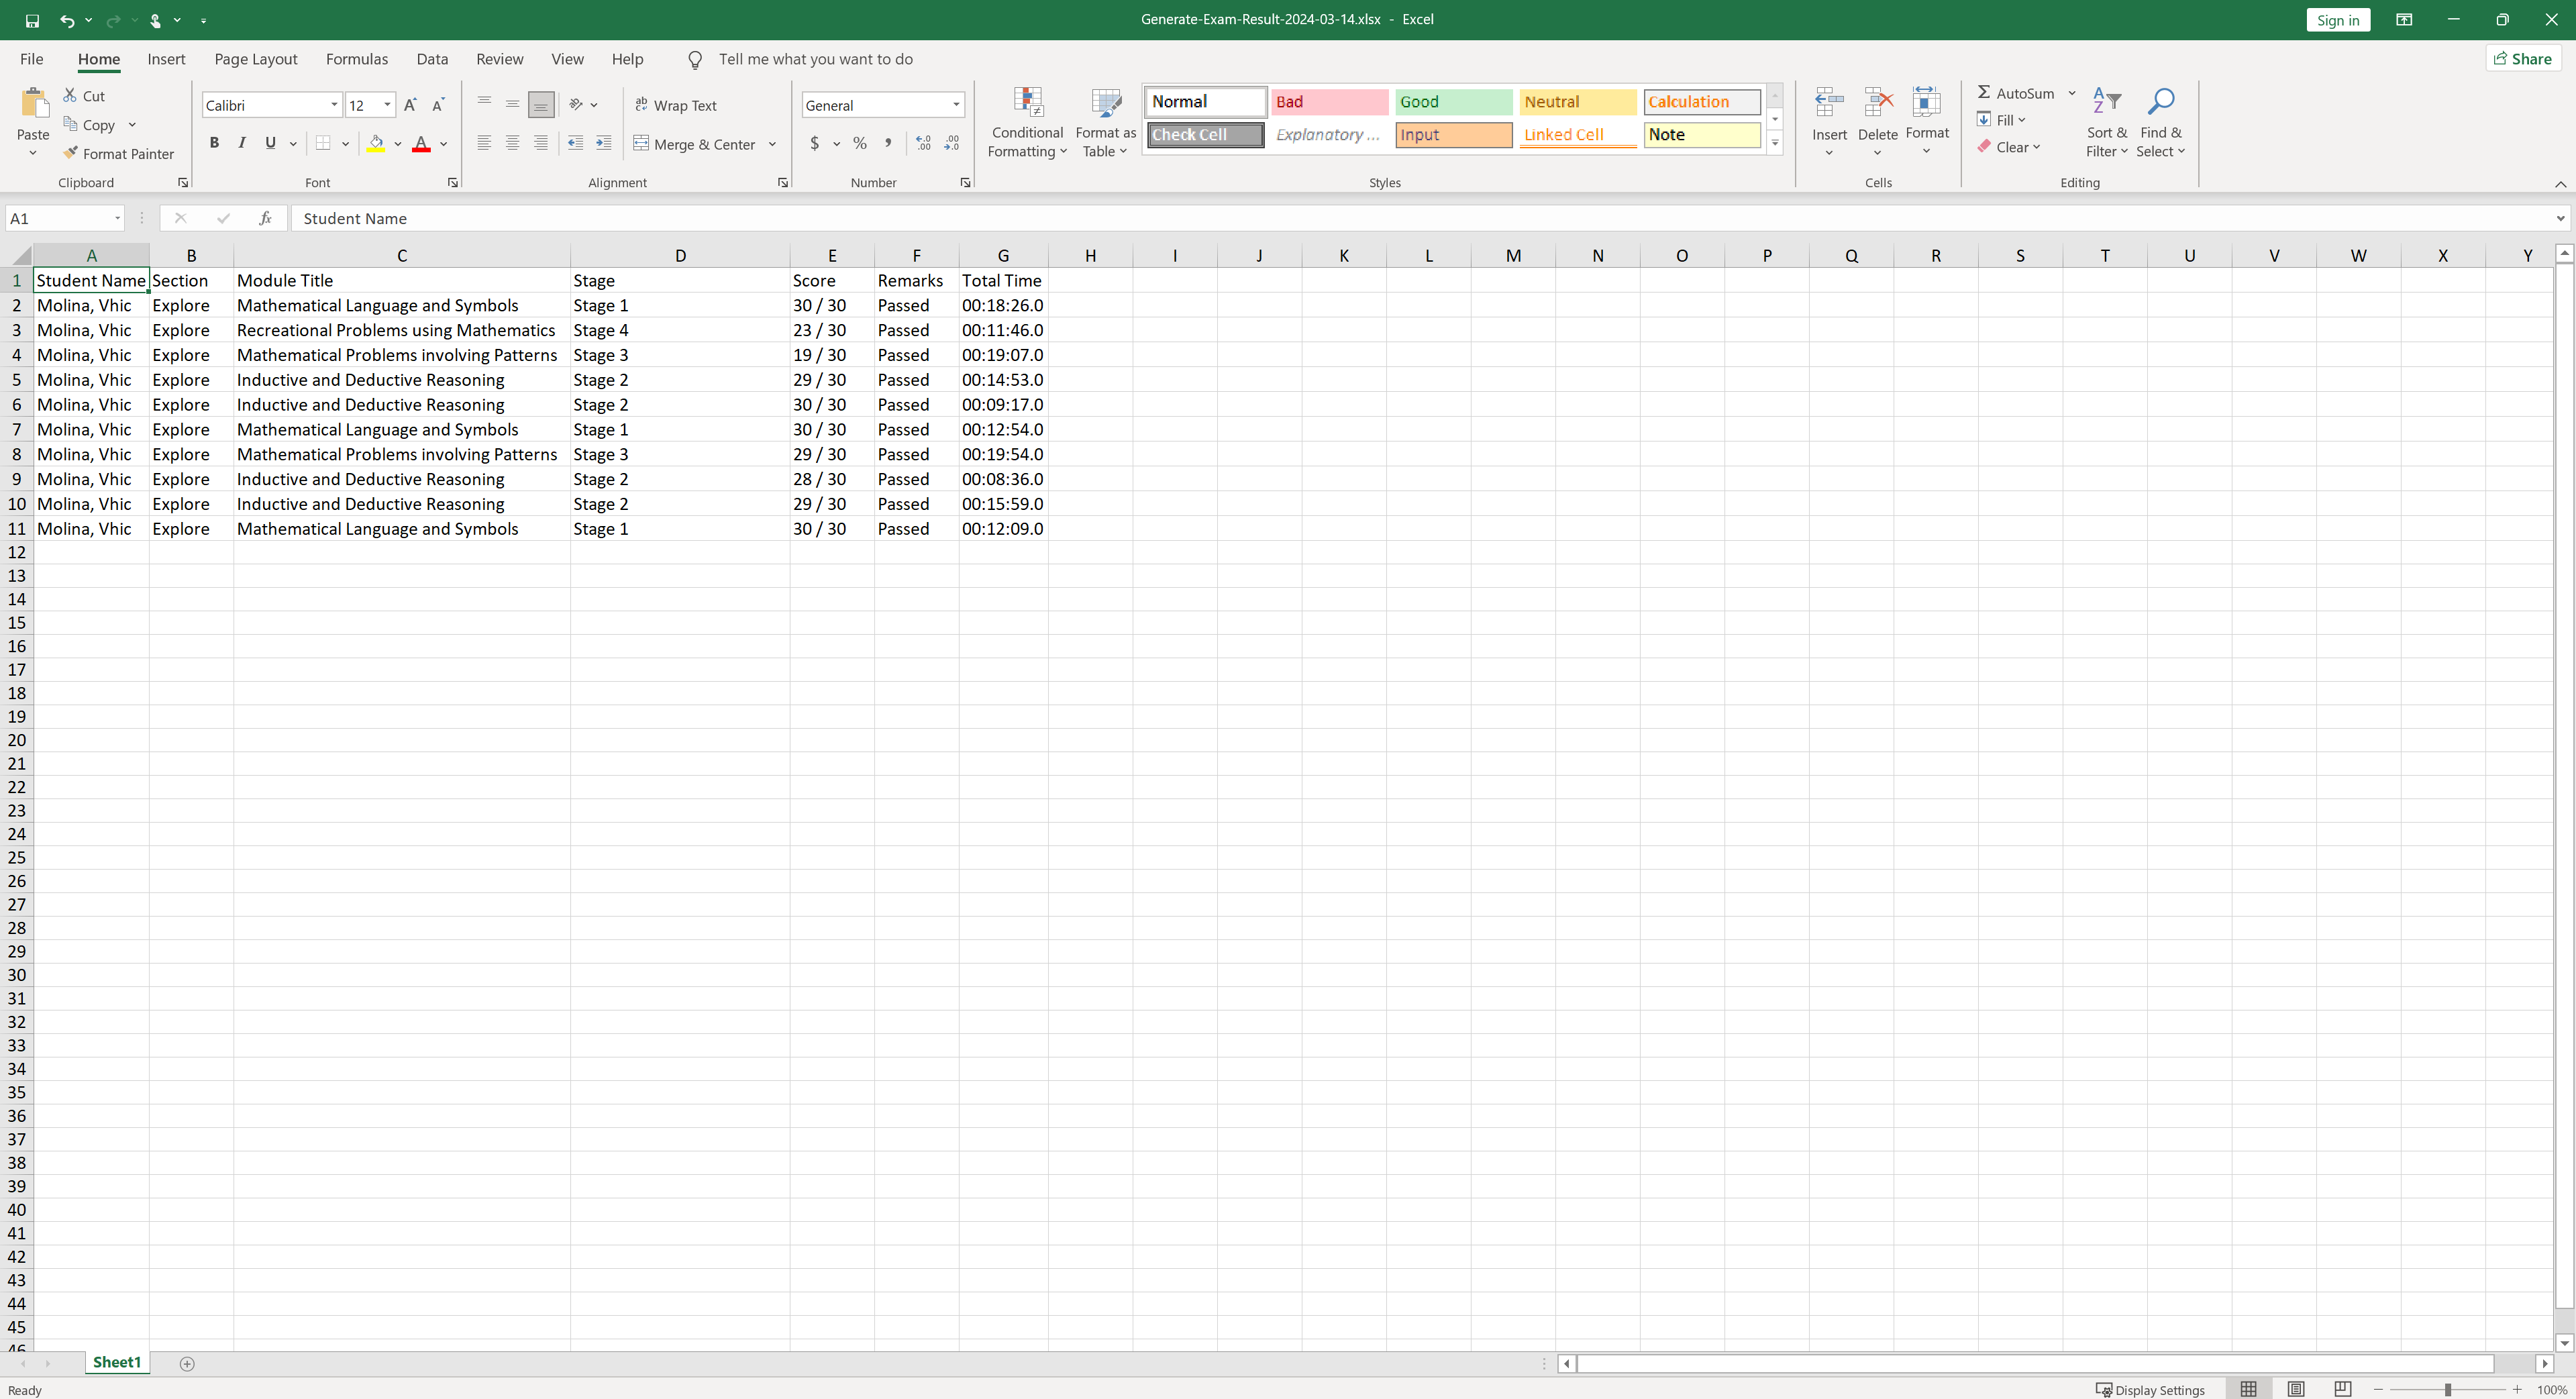 Generate-Exam-Result-2024-03-14.xlsx - Excel
Sign in
File Home Insert Page Layout Formulas Data Review View Help Tell me what you want to do
Share
Paste
Cut
Copy
Format Painter
Clipboard
Calibri 12
B I U
Font
Wrap Text
Merge & Center
Alignment
General
$ % ,
Number
Conditional Formatting
Format as Table
Normal Bad Good Neutral Calculation
Check Cell Explanatory ... Input Linked Cell Note
Styles
Insert Delete Format
Cells
AutoSum
Fill
Clear
Sort & Filter
Find & Select
Editing
A1 fx Student Name
A B C D E F G H I J K L M N O P Q R S T U V W X Y
1 Student Name Section Module Title Stage Score Remarks Total Time
2 Molina, Vhic Explore Mathematical Language and Symbols Stage 1 30 / 30 Passed 00:18:26.0
3 Molina, Vhic Explore Recreational Problems using Mathematics Stage 4 23 / 30 Passed 00:11:46.0
4 Molina, Vhic Explore Mathematical Problems involving Patterns Stage 3 19 / 30 Passed 00:19:07.0
5 Molina, Vhic Explore Inductive and Deductive Reasoning Stage 2 29 / 30 Passed 00:14:53.0
6 Molina, Vhic Explore Inductive and Deductive Reasoning Stage 2 30 / 30 Passed 00:09:17.0
7 Molina, Vhic Explore Mathematical Language and Symbols Stage 1 30 / 30 Passed 00:12:54.0
8 Molina, Vhic Explore Mathematical Problems involving Patterns Stage 3 29 / 30 Passed 00:19:54.0
9 Molina, Vhic Explore Inductive and Deductive Reasoning Stage 2 28 / 30 Passed 00:08:36.0
10 Molina, Vhic Explore Inductive and Deductive Reasoning Stage 2 29 / 30 Passed 00:15:59.0
11 Molina, Vhic Explore Mathematical Language and Symbols Stage 1 30 / 30 Passed 00:12:09.0
12
13
14
15
16
17
18
19
20
21
22
23
24
25
26
27
28
29
30
31
32
33
34
35
36
37
38
39
40
41
42
43
44
45
46
Sheet1
Ready
Display Settings
100%